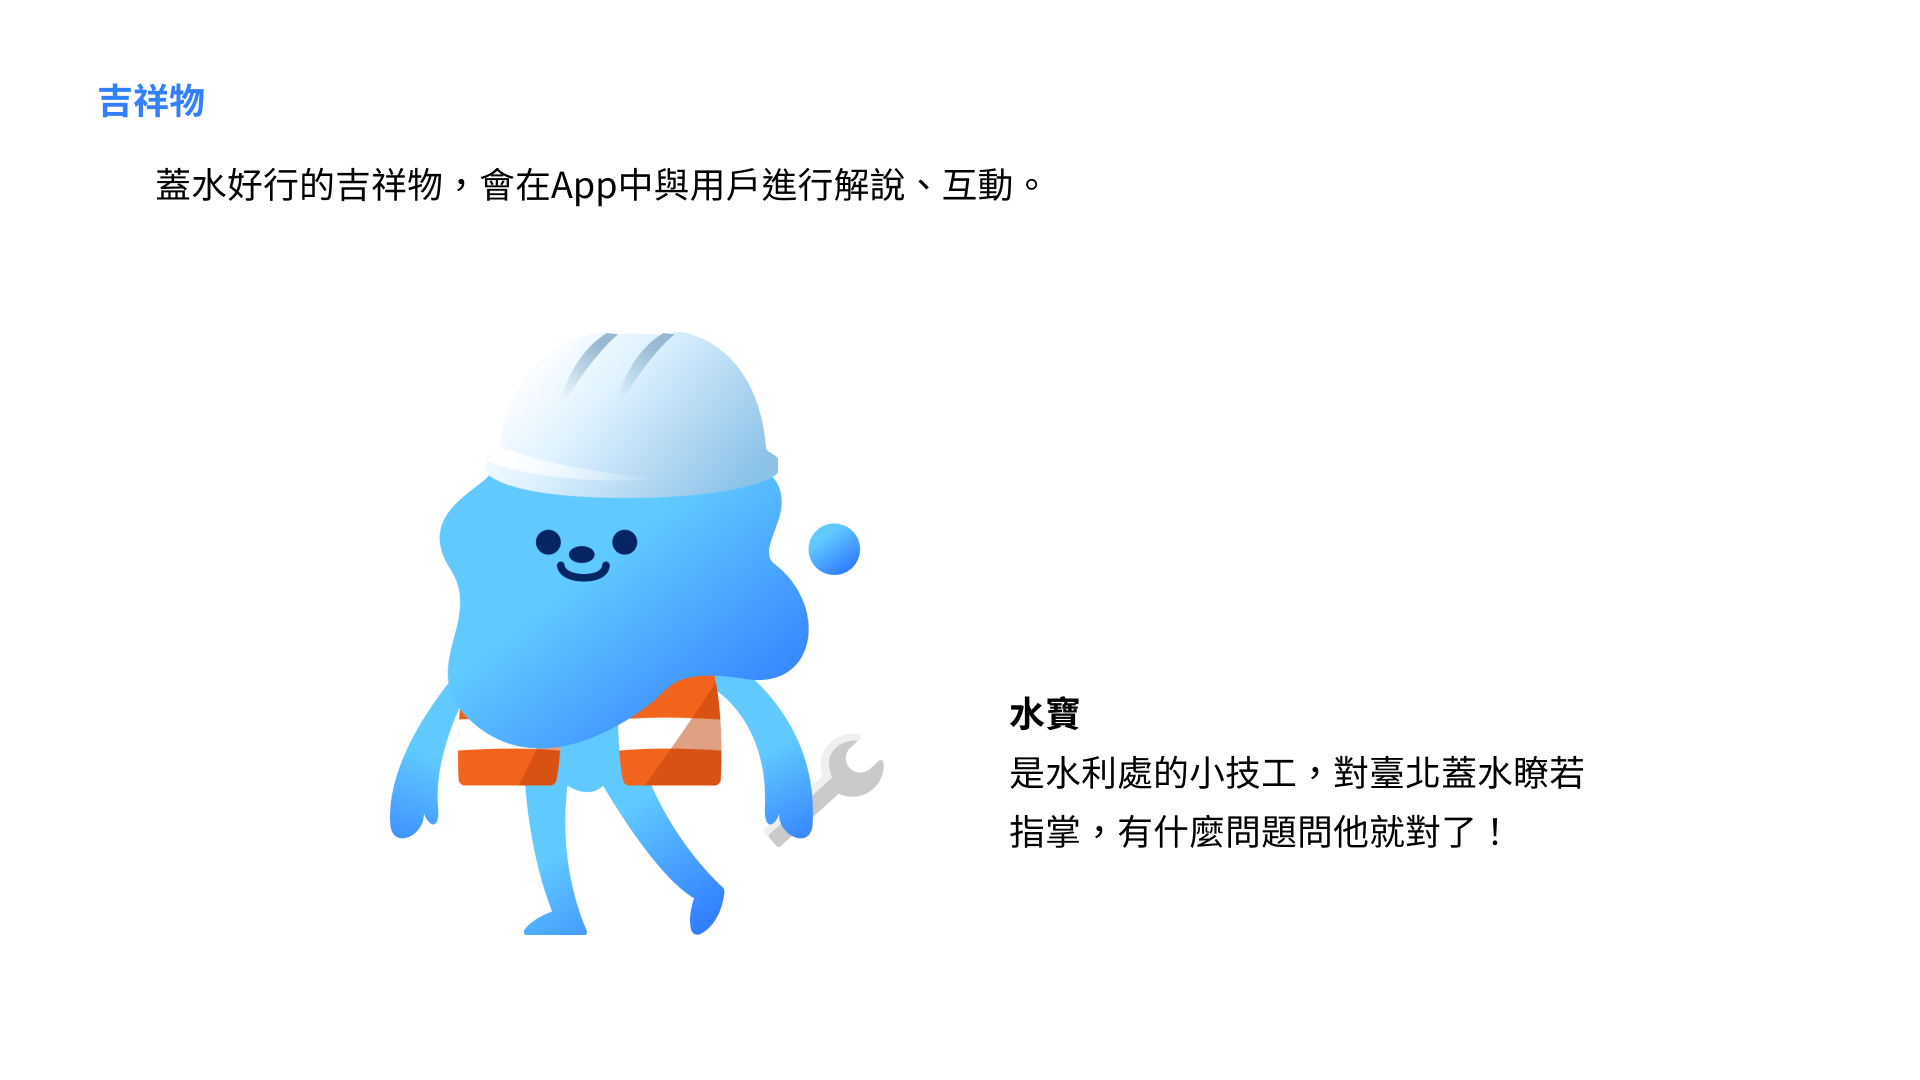 吉祥物
蓋水好行的吉祥物，會在App中與用戶進行解說、互動。
水寶
是水利處的小技工，對臺北蓋水瞭若
指掌，有什麼問題問他就對了！